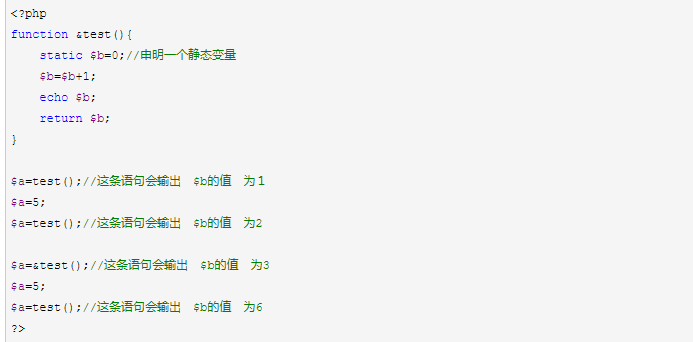 <?php
function &test(){
    static $b=0;//申明一个静态变量
    $b=$b+1;
    echo $b;
    return $b;
}

$a=test();//这条语句会输出　$b的值　为１
$a=5;
$a=test();//这条语句会输出　$b的值　为2

$a=&test();//这条语句会输出　$b的值　为3
$a=5;
$a=test();//这条语句会输出　$b的值　为6
?>